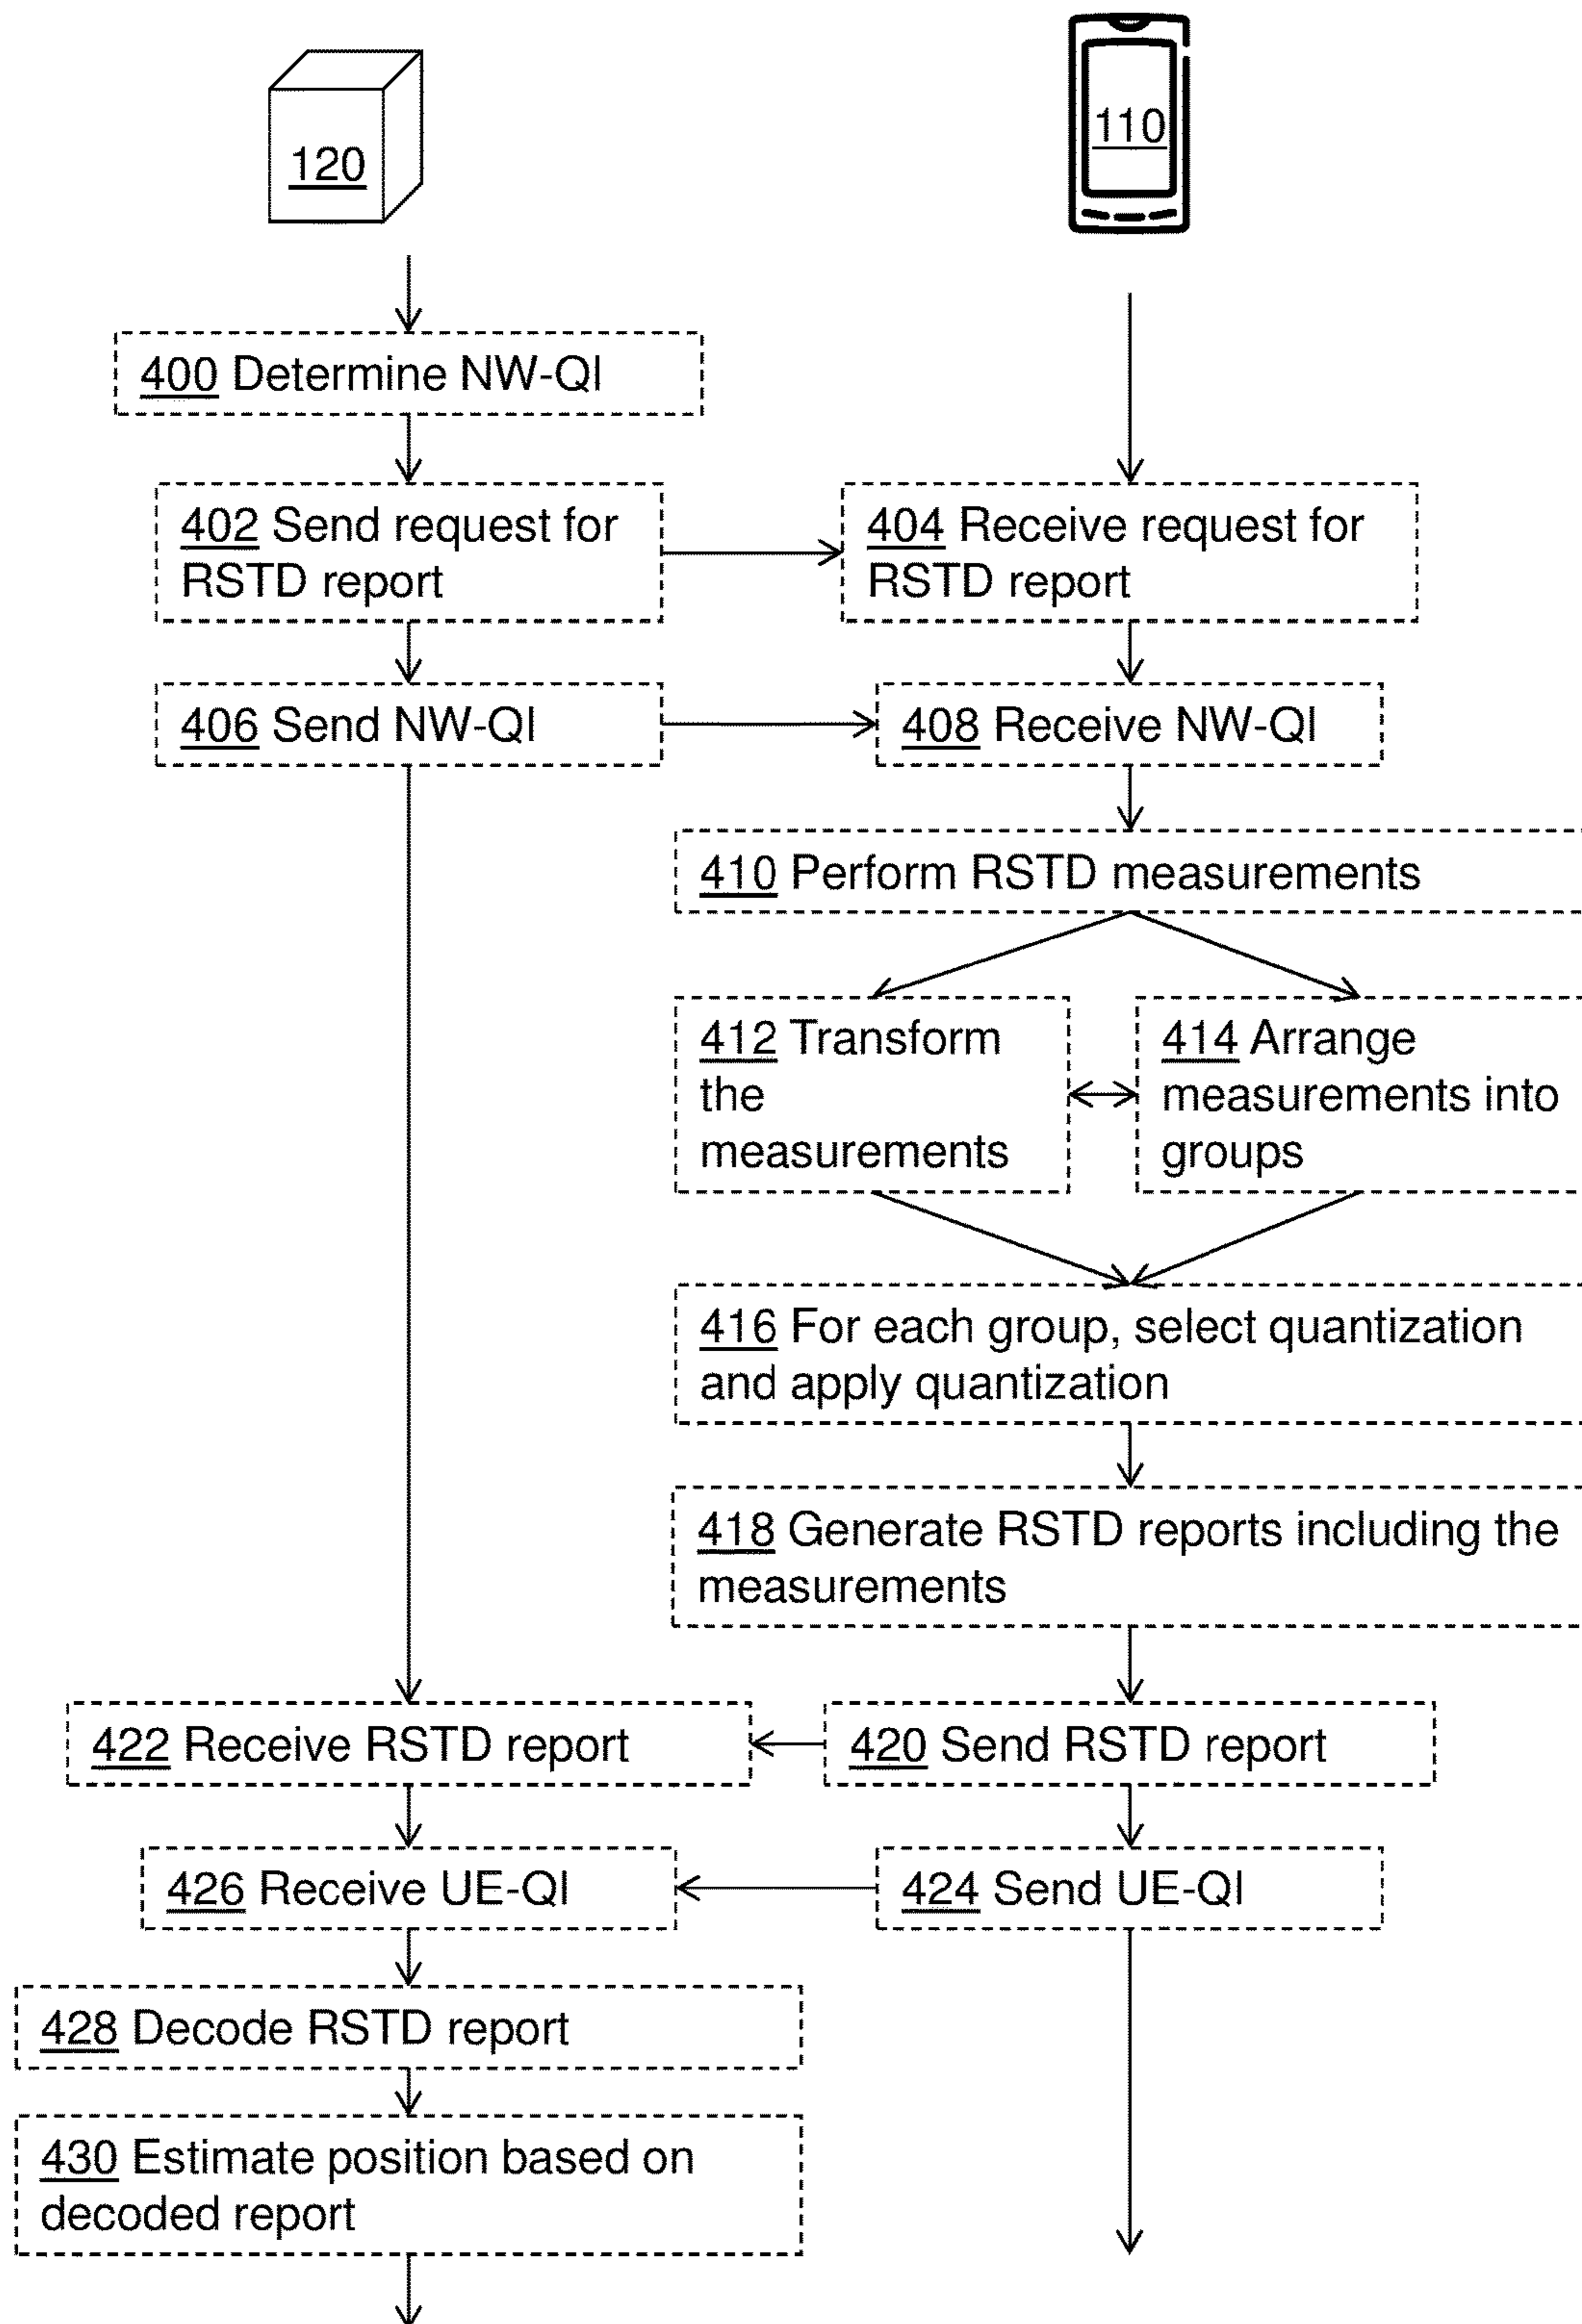 120
110
400 Determine NW-QI
402 Send request for
RSTD report
404 Receive request for
RSTD report
406 Send NW-QI
408 Receive NW-QI
410 Perform RSTD measurements
412 Transform
the
measurements
414 Arrange
measurements into
groups
416 For each group, select quantization
and apply quantization
418 Generate RSTD reports including the
measurements
422 Receive RSTD report
420 Send RSTD report
426 Receive UE-QI
424 Send UE-QI
428 Decode RSTD report
430 Estimate position based on
decoded report